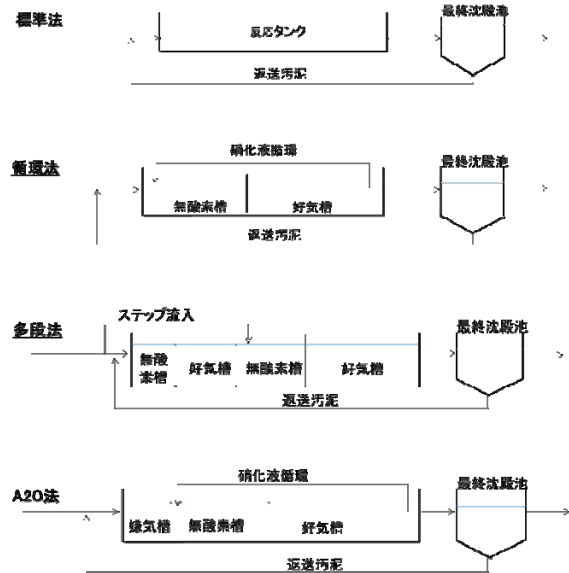 標準法
最終沈殿池
反応タンク
返送汚泥
硝化液循環
循環法
最終沈殿池
無酸素槽
好気槽
返送汚泥
ステップ流入
多段法
最終沈殿池
無酸
素槽
好気槽
無酸素槽
好気槽
返送汚泥
硝化液循環
A2O法
最終沈殿池
嫌気槽
無酸素槽
好気槽
返送汚泥